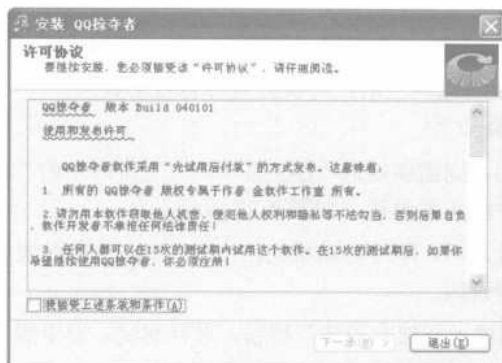 安装 QQ掠夺者
许可协议
要继续安装，您必须接受该“许可协议”，请仔细阅读。
QQ掠夺者 版本 Build 040101
使用和发布许可
QQ掠夺者软件采用“先试用后付款”的方式发布。这意味着：
1. 所有的 QQ掠夺者 版权专属于作者 金软件工作室 所有。
2. 请勿用本软件窃取他人机密、侵犯他人权利和隐私等不法勾当，否则后果自负
，软件开发者不承担任何法律责任！
3. 任何人都可以在15次的测试期内试用这个软件。在15次的测试期后，如果你
希望继续使用QQ掠夺者，你必须注册！
我接受上述条款和条件(A)
下一步(N) >
退出(E)